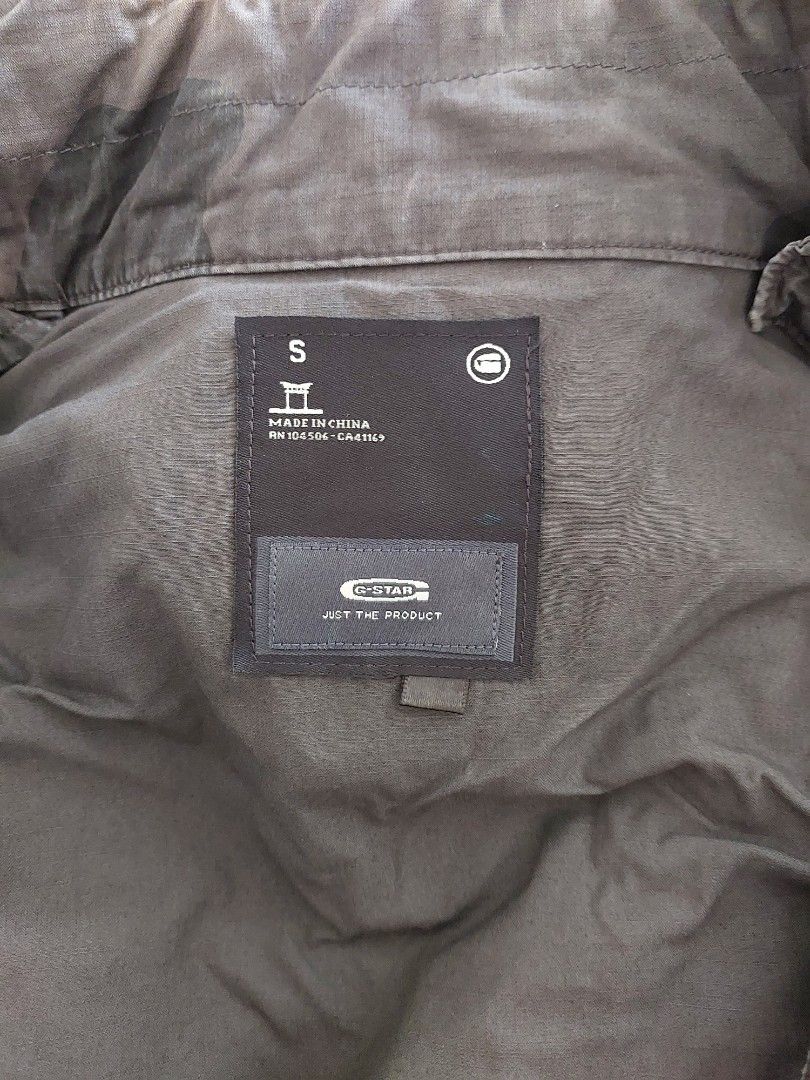 S
MADE IN CHINA
RN 104506-CA41169
G-STAR
JUST THE PRODUCT